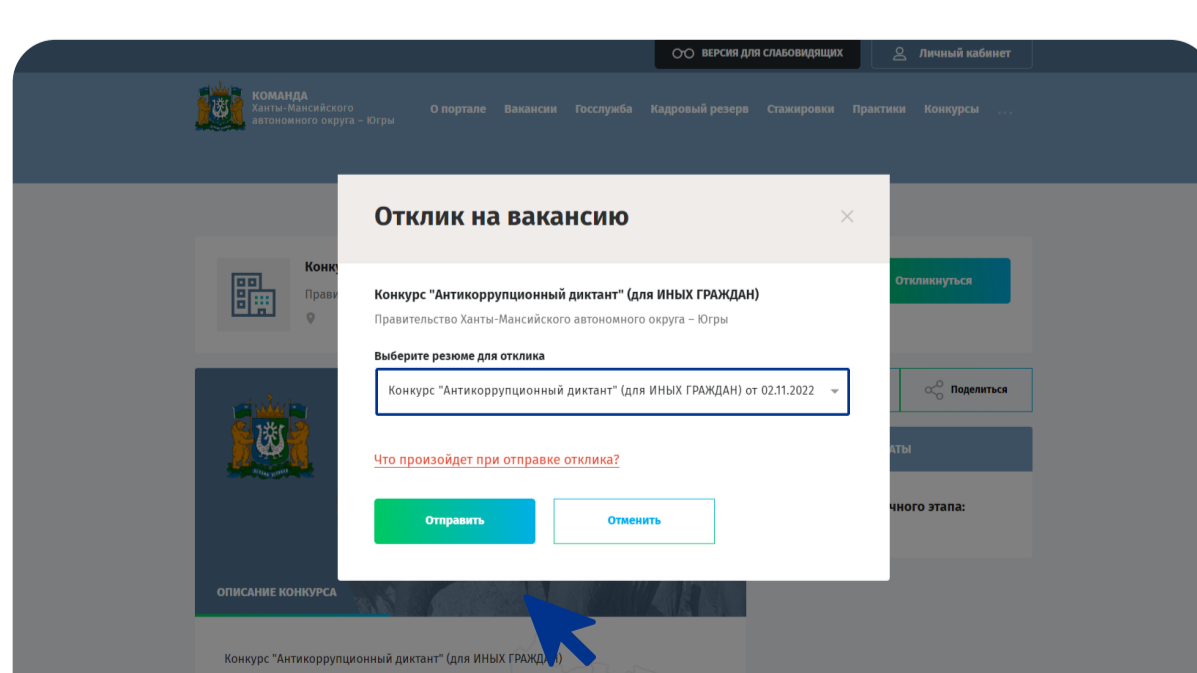 ВЕРСИЯ ДЛЯ СЛАБОВИДЯЩИХ
Личный кабинет
КОМАНДА
Ханты-Мансийского
автономного округа – Югры
О портале Вакансии Госслужба Кадровый резерв Стажировки Практики Конкурсы ...
Отклик на вакансию
Конку
Прави
Откликнуться
Конкурс "Антикоррупционный диктант" (для ИНЫХ ГРАЖДАН)
Правительство Ханты-Мансийского автономного округа – Югры
Выберите резюме для отклика
Конкурс "Антикоррупционный диктант" (для ИНЫХ ГРАЖДАН) от 02.11.2022
Поделиться
АТЫ
Что произойдет при отправке отклика?
чного этапа:
Отправить
Отменить
ОПИСАНИЕ КОНКУРСА
Конкурс "Антикоррупционный диктант" (для ИНЫХ ГРАЖДАН)